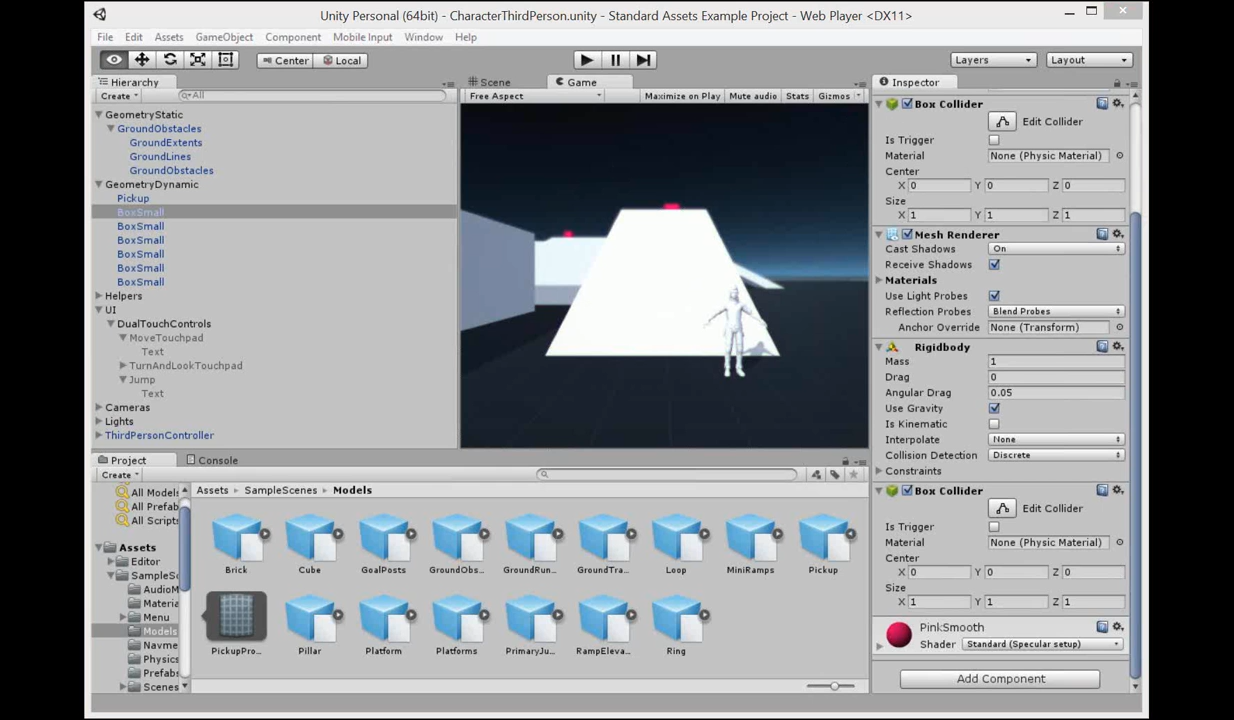 Unity Personal (64bit) - CharacterThirdPerson.unity - Standard Assets Example Project - Web Player <DX11>
File Edit Assets GameObject Component Mobile Input Window Help
Center Local Layers Layout
Hierarchy
Create All
GeometryStatic
GroundObstacles
GroundExtents
GroundLines
GroundObstacles
GeometryDynamic
Pickup
BoxSmall
BoxSmall
BoxSmall
BoxSmall
BoxSmall
BoxSmall
Helpers
UI
DualTouchControls
MoveTouchpad
Text
TurnAndLookTouchpad
Jump
Text
Cameras
Lights
ThirdPersonController
Scene Game
Free Aspect Maximize on Play Mute audio Stats Gizmos
Inspector
Box Collider
Edit Collider
Is Trigger
Material None (Physic Material)
Center
X 0 Y 0 Z 0
Size
X 1 Y 1 Z 1
Mesh Renderer
Cast Shadows On
Receive Shadows
Materials
Use Light Probes
Reflection Probes Blend Probes
Anchor Override None (Transform)
Rigidbody
Mass 1
Drag 0
Angular Drag 0.05
Use Gravity
Is Kinematic
Interpolate None
Collision Detection Discrete
Constraints
Box Collider
Edit Collider
Is Trigger
Material None (Physic Material)
Center
X 0 Y 0 Z 0
Size
X 1 Y 1 Z 1
PinkSmooth
Shader Standard (Specular setup)
Add Component
Project Console
Create
All Models
All Prefab
All Scripts
Assets
Editor
SampleSc
AudioM
Materia
Menu
Models
Navme
Physics
Prefabs
Scenes
Assets SampleScenes Models
Brick Cube GoalPosts GroundObs... GroundRun... GroundTra... Loop MiniRamps Pickup
PickupPro... Pillar Platform Platforms PrimaryJu... RampEleva... Ring